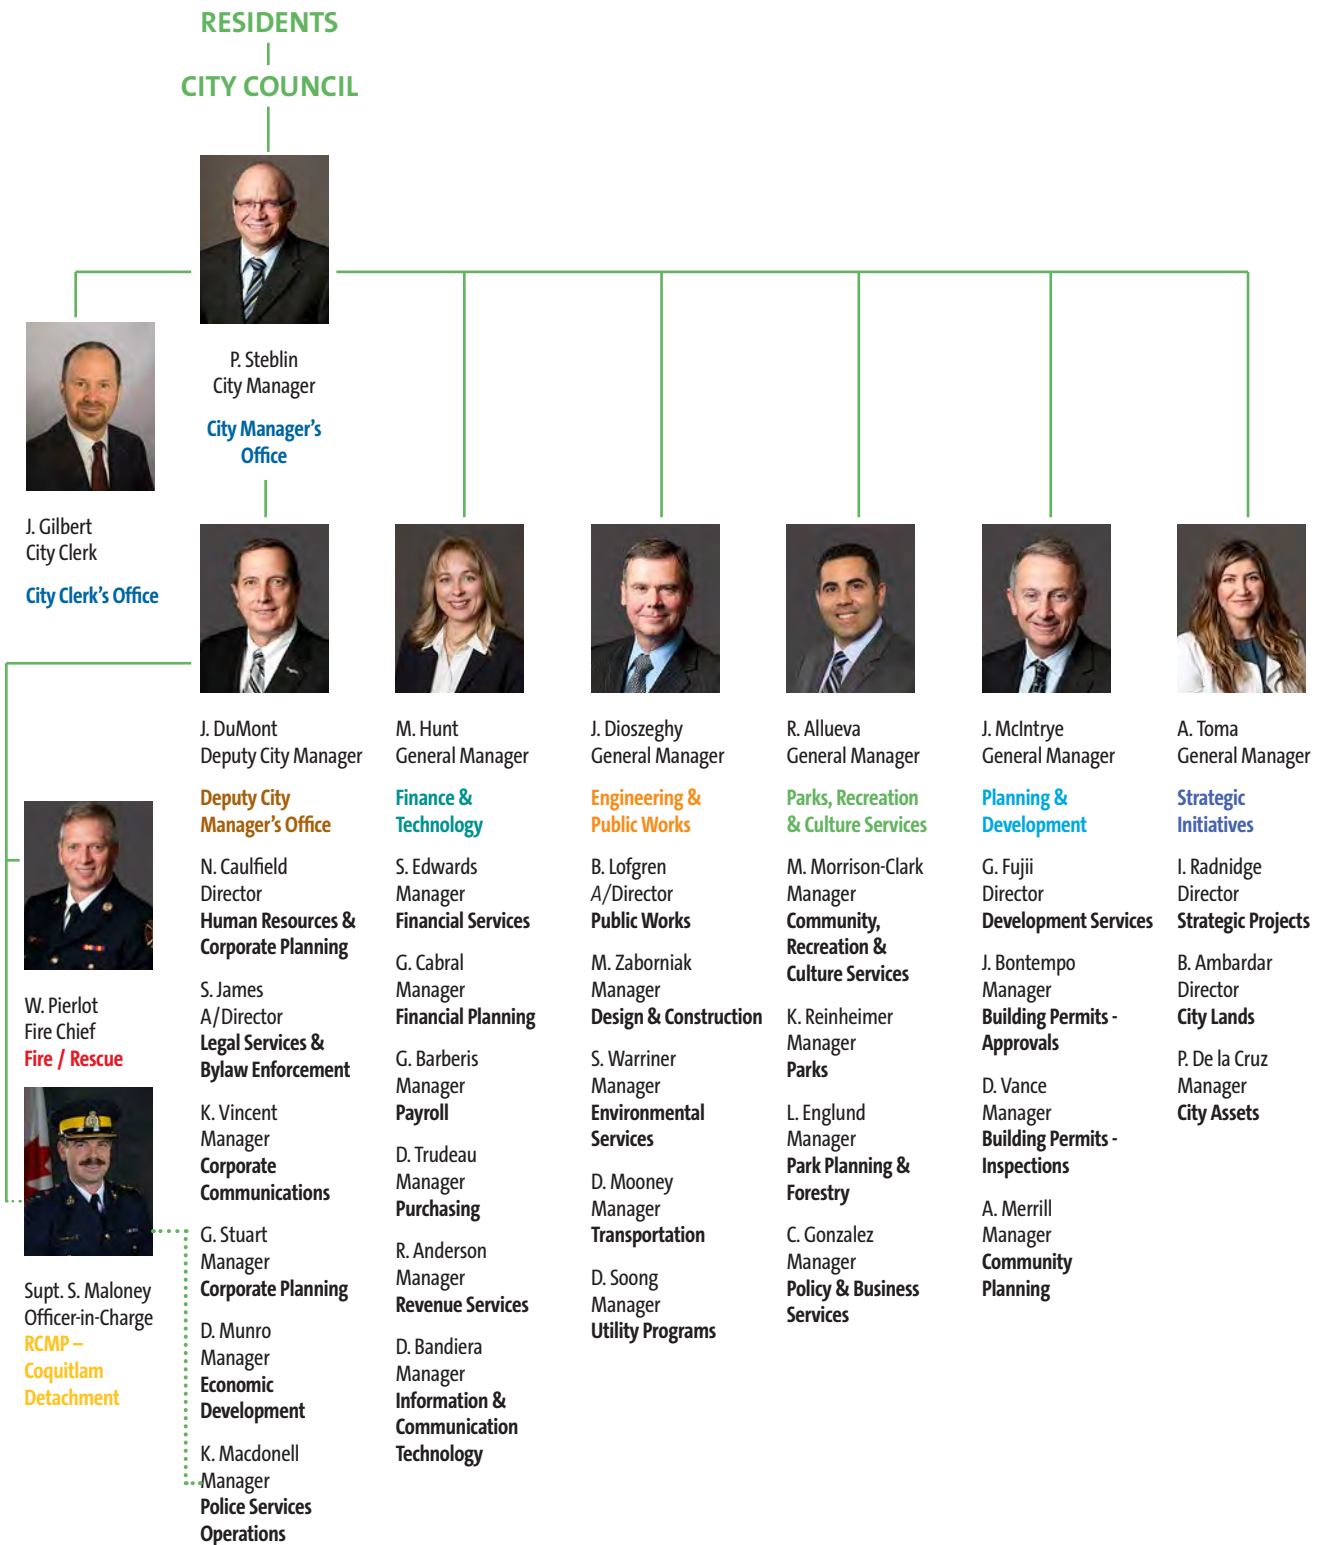 RESIDENTS
CITY COUNCIL
P. Steblin
City Manager
City Manager's
Office
J. Gilbert
City Clerk
City Clerk's Office
W. Pierlot
Fire Chief
Fire / Rescue
Supt. S. Maloney
Officer-in-Charge
RCMP –
Coquitlam
Detachment
J. DuMont
Deputy City Manager
Deputy City
Manager's Office
N. Caulfield
Director
Human Resources &
Corporate Planning
S. James
A/Director
Legal Services &
Bylaw Enforcement
K. Vincent
Manager
Corporate
Communications
G. Stuart
Manager
Corporate Planning
D. Munro
Manager
Economic
Development
K. Macdonell
Manager
Police Services
Operations
M. Hunt
General Manager
Finance &
Technology
S. Edwards
Manager
Financial Services
G. Cabral
Manager
Financial Planning
G. Barberis
Manager
Payroll
D. Trudeau
Manager
Purchasing
R. Anderson
Manager
Revenue Services
D. Bandiera
Manager
Information &
Communication
Technology
J. Dioszeghy
General Manager
Engineering &
Public Works
B. Lofgren
A/Director
Public Works
M. Zaborniak
Manager
Design & Construction
S. Warriner
Manager
Environmental
Services
D. Mooney
Manager
Transportation
D. Soong
Manager
Utility Programs
R. Allueva
General Manager
Parks, Recreation
& Culture Services
M. Morrison-Clark
Manager
Community,
Recreation &
Culture Services
K. Reinheimer
Manager
Parks
L. Englund
Manager
Park Planning &
Forestry
C. Gonzalez
Manager
Policy & Business
Services
J. McIntrye
General Manager
Planning &
Development
G. Fujii
Director
Development Services
J. Bontempo
Manager
Building Permits -
Approvals
D. Vance
Manager
Building Permits -
Inspections
A. Merrill
Manager
Community
Planning
A. Toma
General Manager
Strategic
Initiatives
I. Radnidge
Director
Strategic Projects
B. Ambardar
Director
City Lands
P. De la Cruz
Manager
City Assets